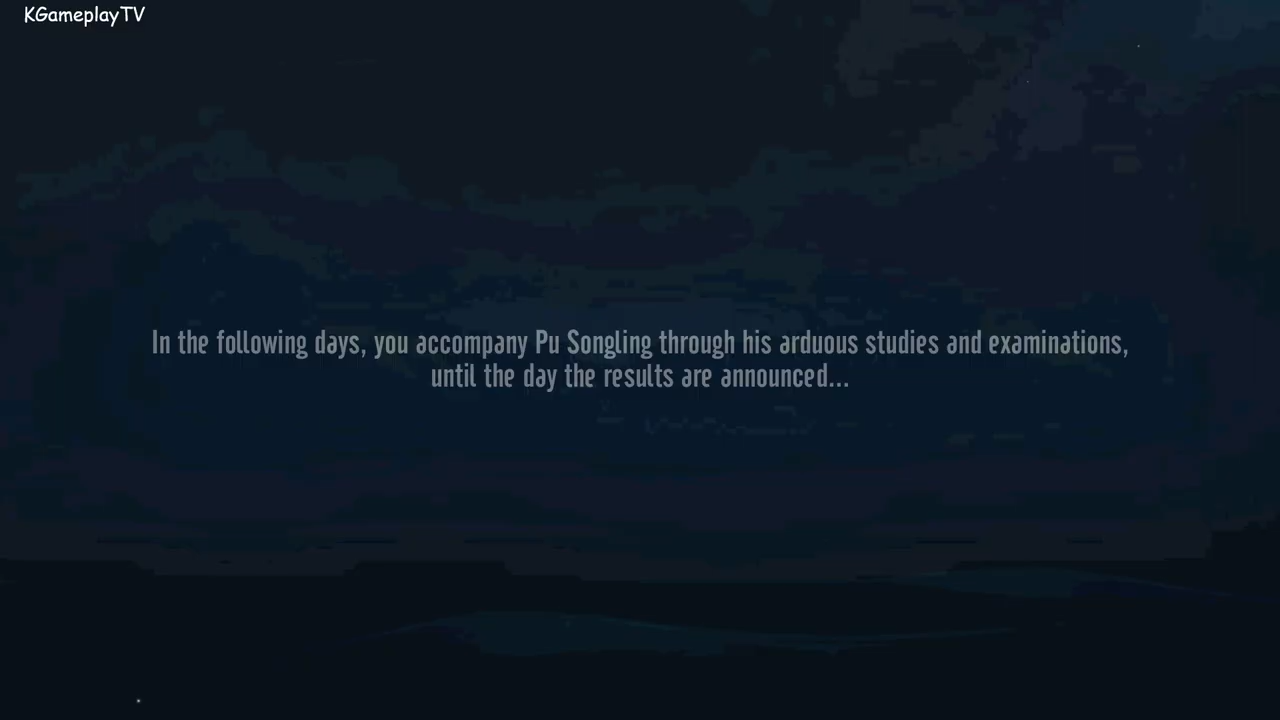 KGameplayTV
In the following days, you accompany Pu Songling through his arduous studies and examinations,
until the day the results are announced...